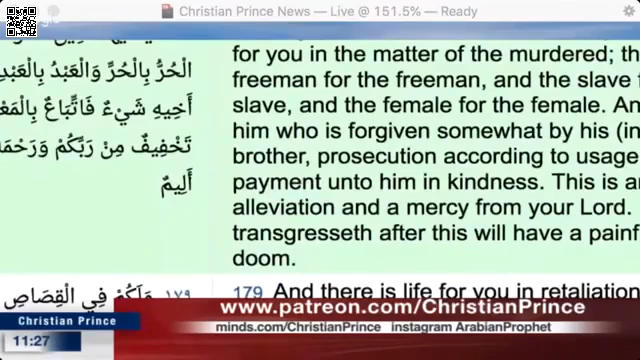 Christian Prince News — Live @ 151.5% — Ready
for you in the matter of the murdered; th
الْحُرُّ بِالْحُرِّ وَالْعَبْدُ بِالْعَبْدِ
freeman for the freeman, and the slave f
أَخِيهِ شَيْءٌ فَاتِّبَاعٌ بِالْمَعْ
slave, and the female for the female. An
him who is forgiven somewhat by his (in
تَخْفِيفٌ مِنْ رَبِّكُمْ وَرَحْمَة
brother, prosecution according to usage
أَلِيمٌ
payment unto him in kindness. This is an
alleviation and a mercy from your Lord.
transgresseth after this will have a painf
doom.
١٧٩ وَلَكُمْ فِي الْقِصَاصِ
179 And there is life for you in retaliation
www.patreon.com/ChristianPrince
Christian Prince
minds.com/ChristianPrince instagram ArabianProphet
11:27